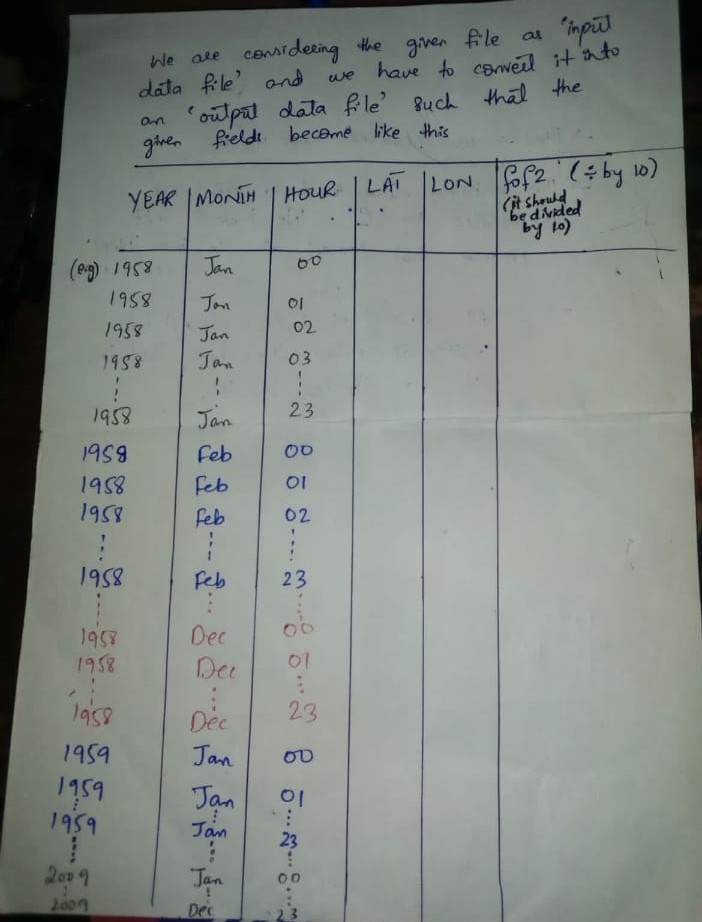 We are considering the given file as 'input
data file' and we have to convert it into
an 'output data file' such that the
given fields become like this
YEAR MONTH HOUR LAT LON fof2 (÷ by 10)
(it should
be divided
by 10)
(e.g) 1958 Jan 00
1958 Jan 01
1958 Jan 02
1958 Jan 03
1958 Jan 23
1958 Feb 00
1958 Feb 01
1958 Feb 02
1958 Feb 23
1958 Dec 00
1958 Dec 01
1958 Dec 23
1959 Jan 00
1959 Jan 01
1959 Jan 23
2009 Jan 00
2009 Dec 23